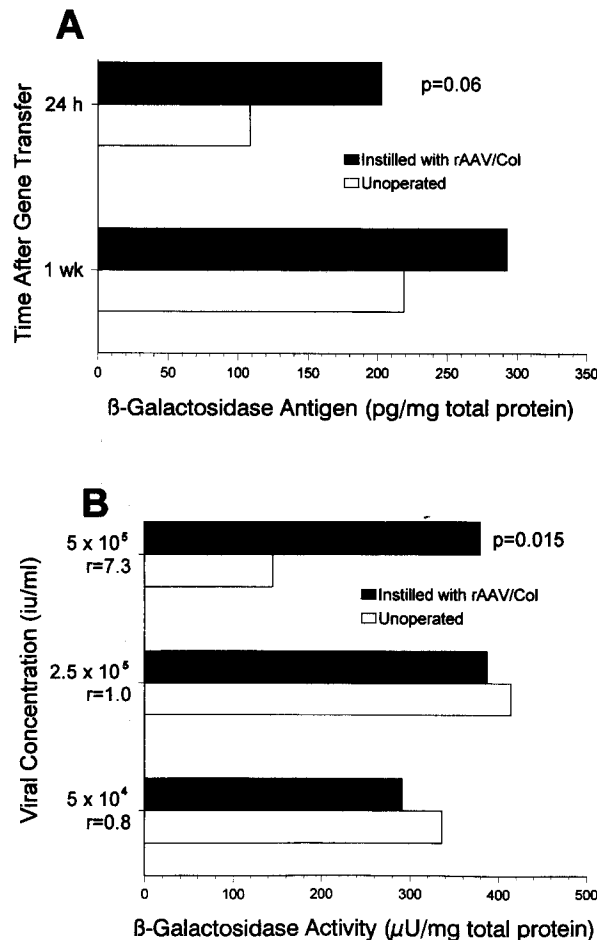 A
24 h
p=0.06
Instilled with rAAV/Col
Unoperated
Time After Gene Transfer
1 wk
0 50 100 150 200 250 300 350
ß-Galactosidase Antigen (pg/mg total protein)
B
5 x 10⁵
r=7.3
p=0.015
Instilled with rAAV/Col
Unoperated
Viral Concentration (iu/ml)
2.5 x 10⁵
r=1.0
5 x 10⁴
r=0.8
0 100 200 300 400 500
ß-Galactosidase Activity (μU/mg total protein)